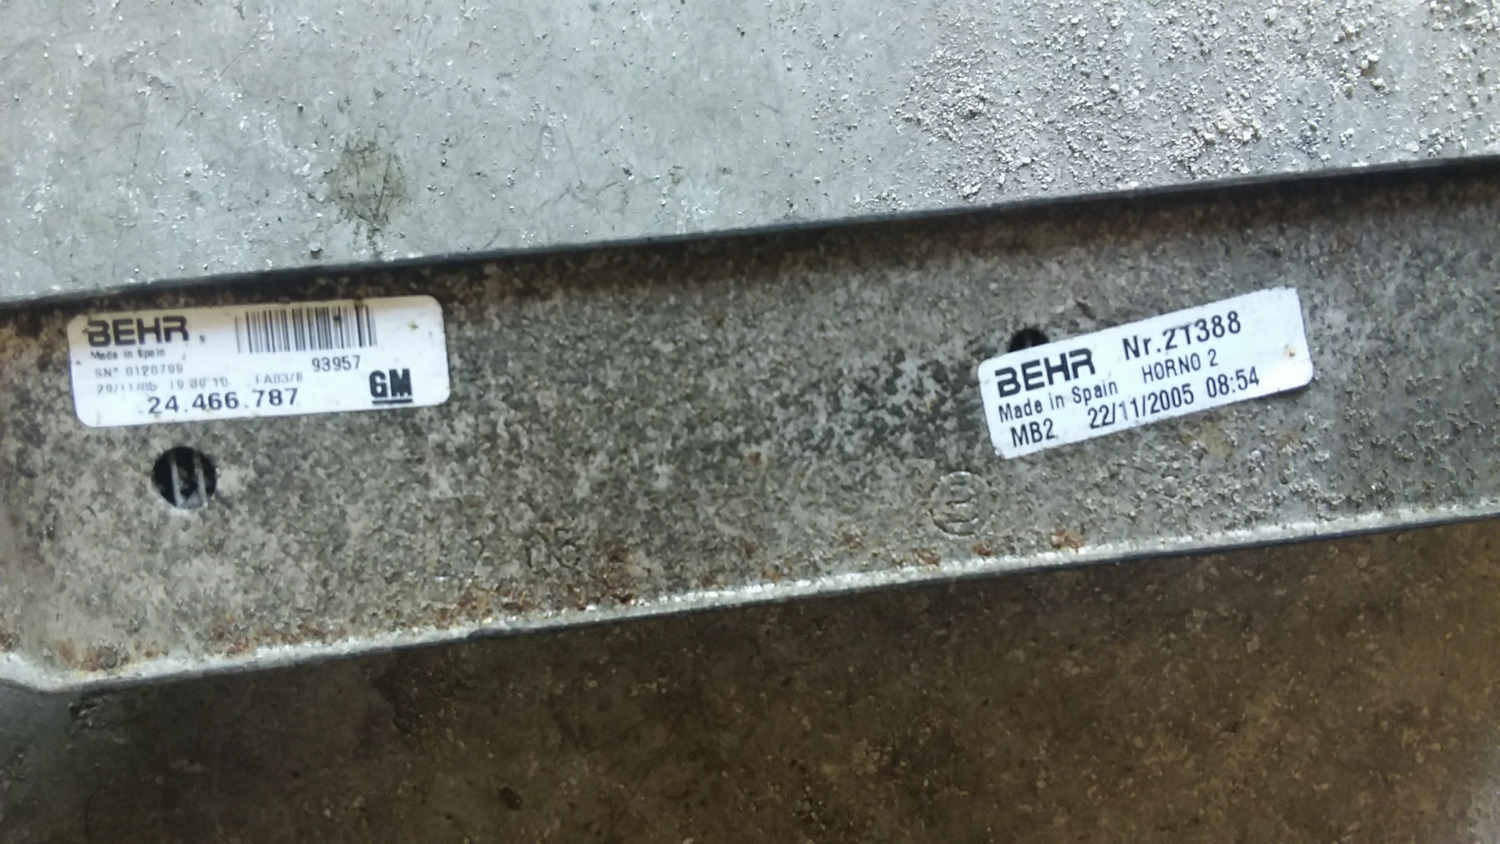 BEHR
Made in Spain
93957
24.466.787
GM
BEHR Nr.21388
Made in Spain HORNO 2
MB2 22/11/2005 08:54